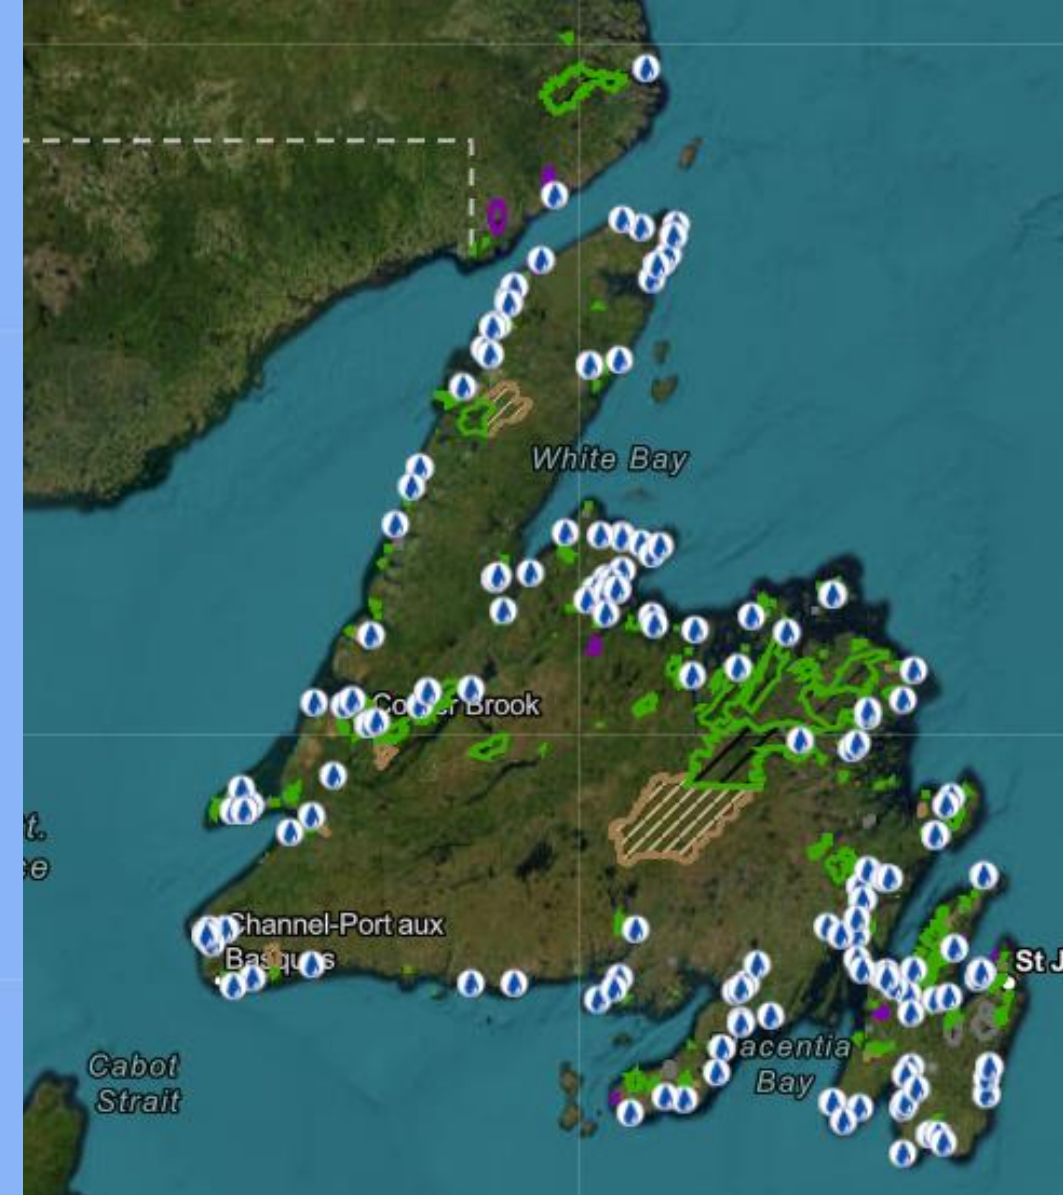 White Bay
Brook
t.
Channel-Port aux
e
St J
acentia
Cabot
Bay
Strait